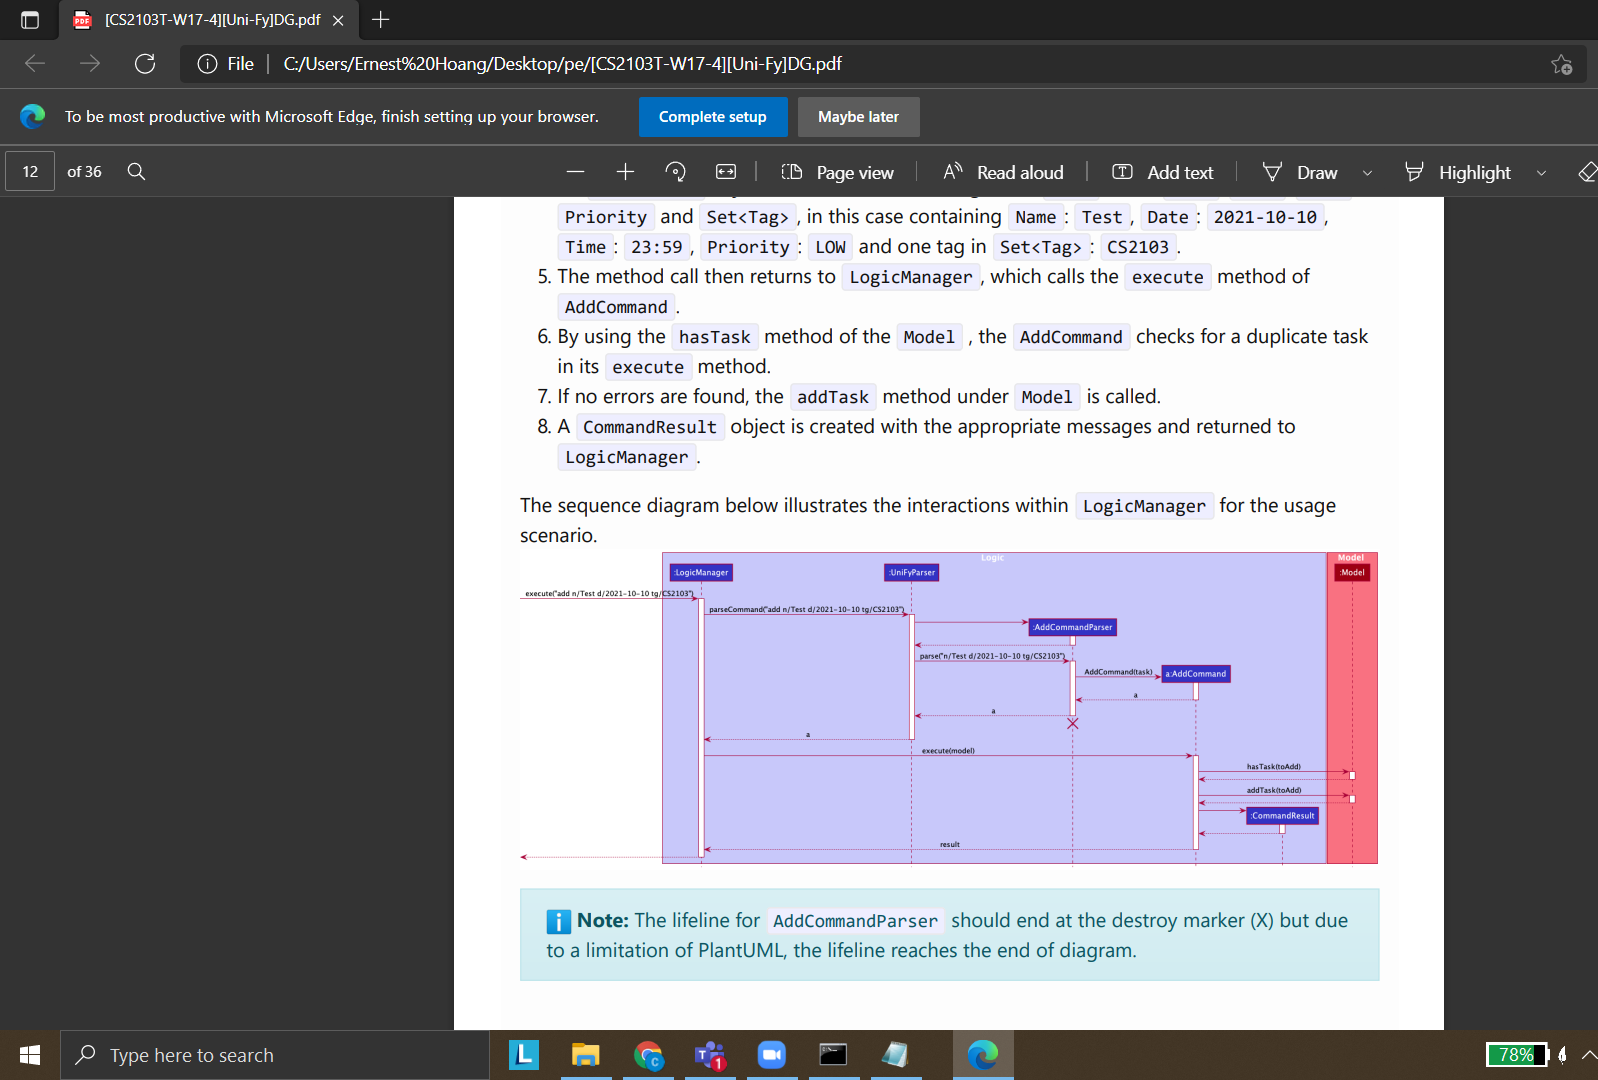 [CS2103T-W17-4][Uni-Fy]DG.pdf
File
C:/Users/Ernest%20Hoang/Desktop/pe/[CS2103T-W17-4][Uni-Fy]DG.pdf
To be most productive with Microsoft Edge, finish setting up your browser.
Complete setup
Maybe later
12 of 36
Page view
Read aloud
Add text
Draw
Highlight
Priority and Set<Tag>, in this case containing Name : Test, Date : 2021-10-10,
Time : 23:59, Priority : LOW and one tag in Set<Tag> : CS2103.
5. The method call then returns to LogicManager, which calls the execute method of
AddCommand.
6. By using the hasTask method of the Model , the AddCommand checks for a duplicate task
in its execute method.
7. If no errors are found, the addTask method under Model is called.
8. A CommandResult object is created with the appropriate messages and returned to
LogicManager.
The sequence diagram below illustrates the interactions within LogicManager for the usage
scenario.
Logic
Model
:LogicManager
:UniFyParser
:Model
execute("add n/Test d/2021-10-10 tg/CS2103")
parseCommand("add n/Test d/2021-10-10 tg/CS2103")
:AddCommandParser
parse("n/Test d/2021-10-10 tg/CS2103")
AddCommand(task)
a:AddCommand
a
a
a
execute(model)
hasTask(toAdd)
addTask(toAdd)
:CommandResult
result
Note: The lifeline for AddCommandParser should end at the destroy marker (X) but due
to a limitation of PlantUML, the lifeline reaches the end of diagram.
Type here to search
L
C
T
1
78%